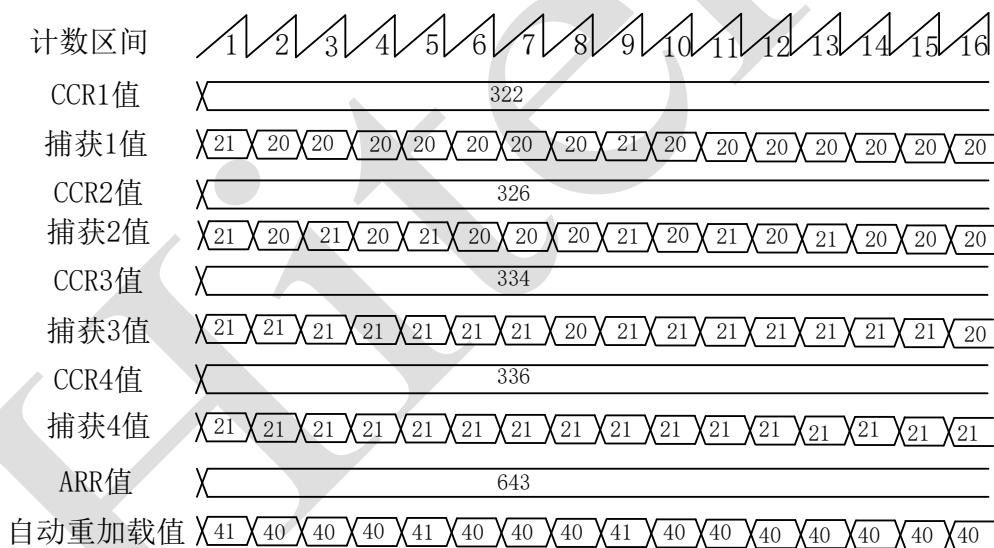 计数区间 1 2 3 4 5 6 7 8 9 10 11 12 13 14 15 16
CCR1值 322
捕获1值 21 20 20 20 20 20 20 20 21 20 20 20 20 20 20 20
CCR2值 326
捕获2值 21 20 21 20 21 20 20 20 21 20 21 20 21 20 20 20
CCR3值 334
捕获3值 21 21 21 21 21 21 21 20 21 21 21 21 21 21 21 20
CCR4值 336
捕获4值 21 21 21 21 21 21 21 21 21 21 21 21 21 21 21 21
ARR值 643
自动重加载值 41 40 40 40 41 40 40 40 41 40 40 40 40 40 40 40